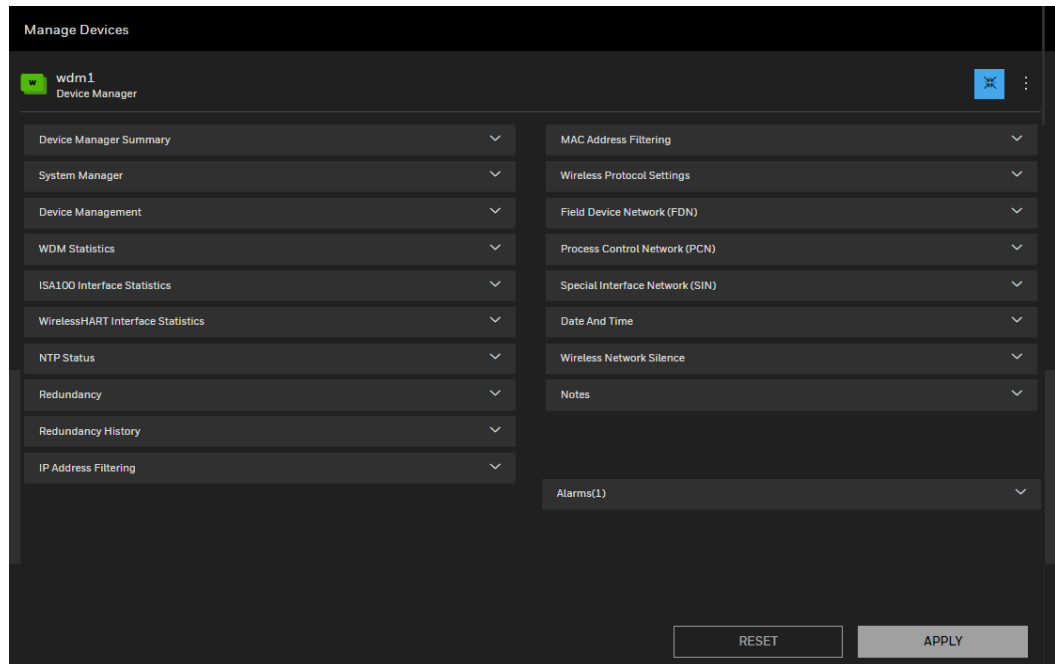 Manage Devices
w
wdm1
Device Manager
Device Manager Summary
System Manager
Device Management
WDM Statistics
ISA100 Interface Statistics
WirelessHART Interface Statistics
NTP Status
Redundancy
Redundancy History
IP Address Filtering
MAC Address Filtering
Wireless Protocol Settings
Field Device Network (FDN)
Process Control Network (PCN)
Special Interface Network (SIN)
Date And Time
Wireless Network Silence
Notes
Alarms(1)
RESET
APPLY